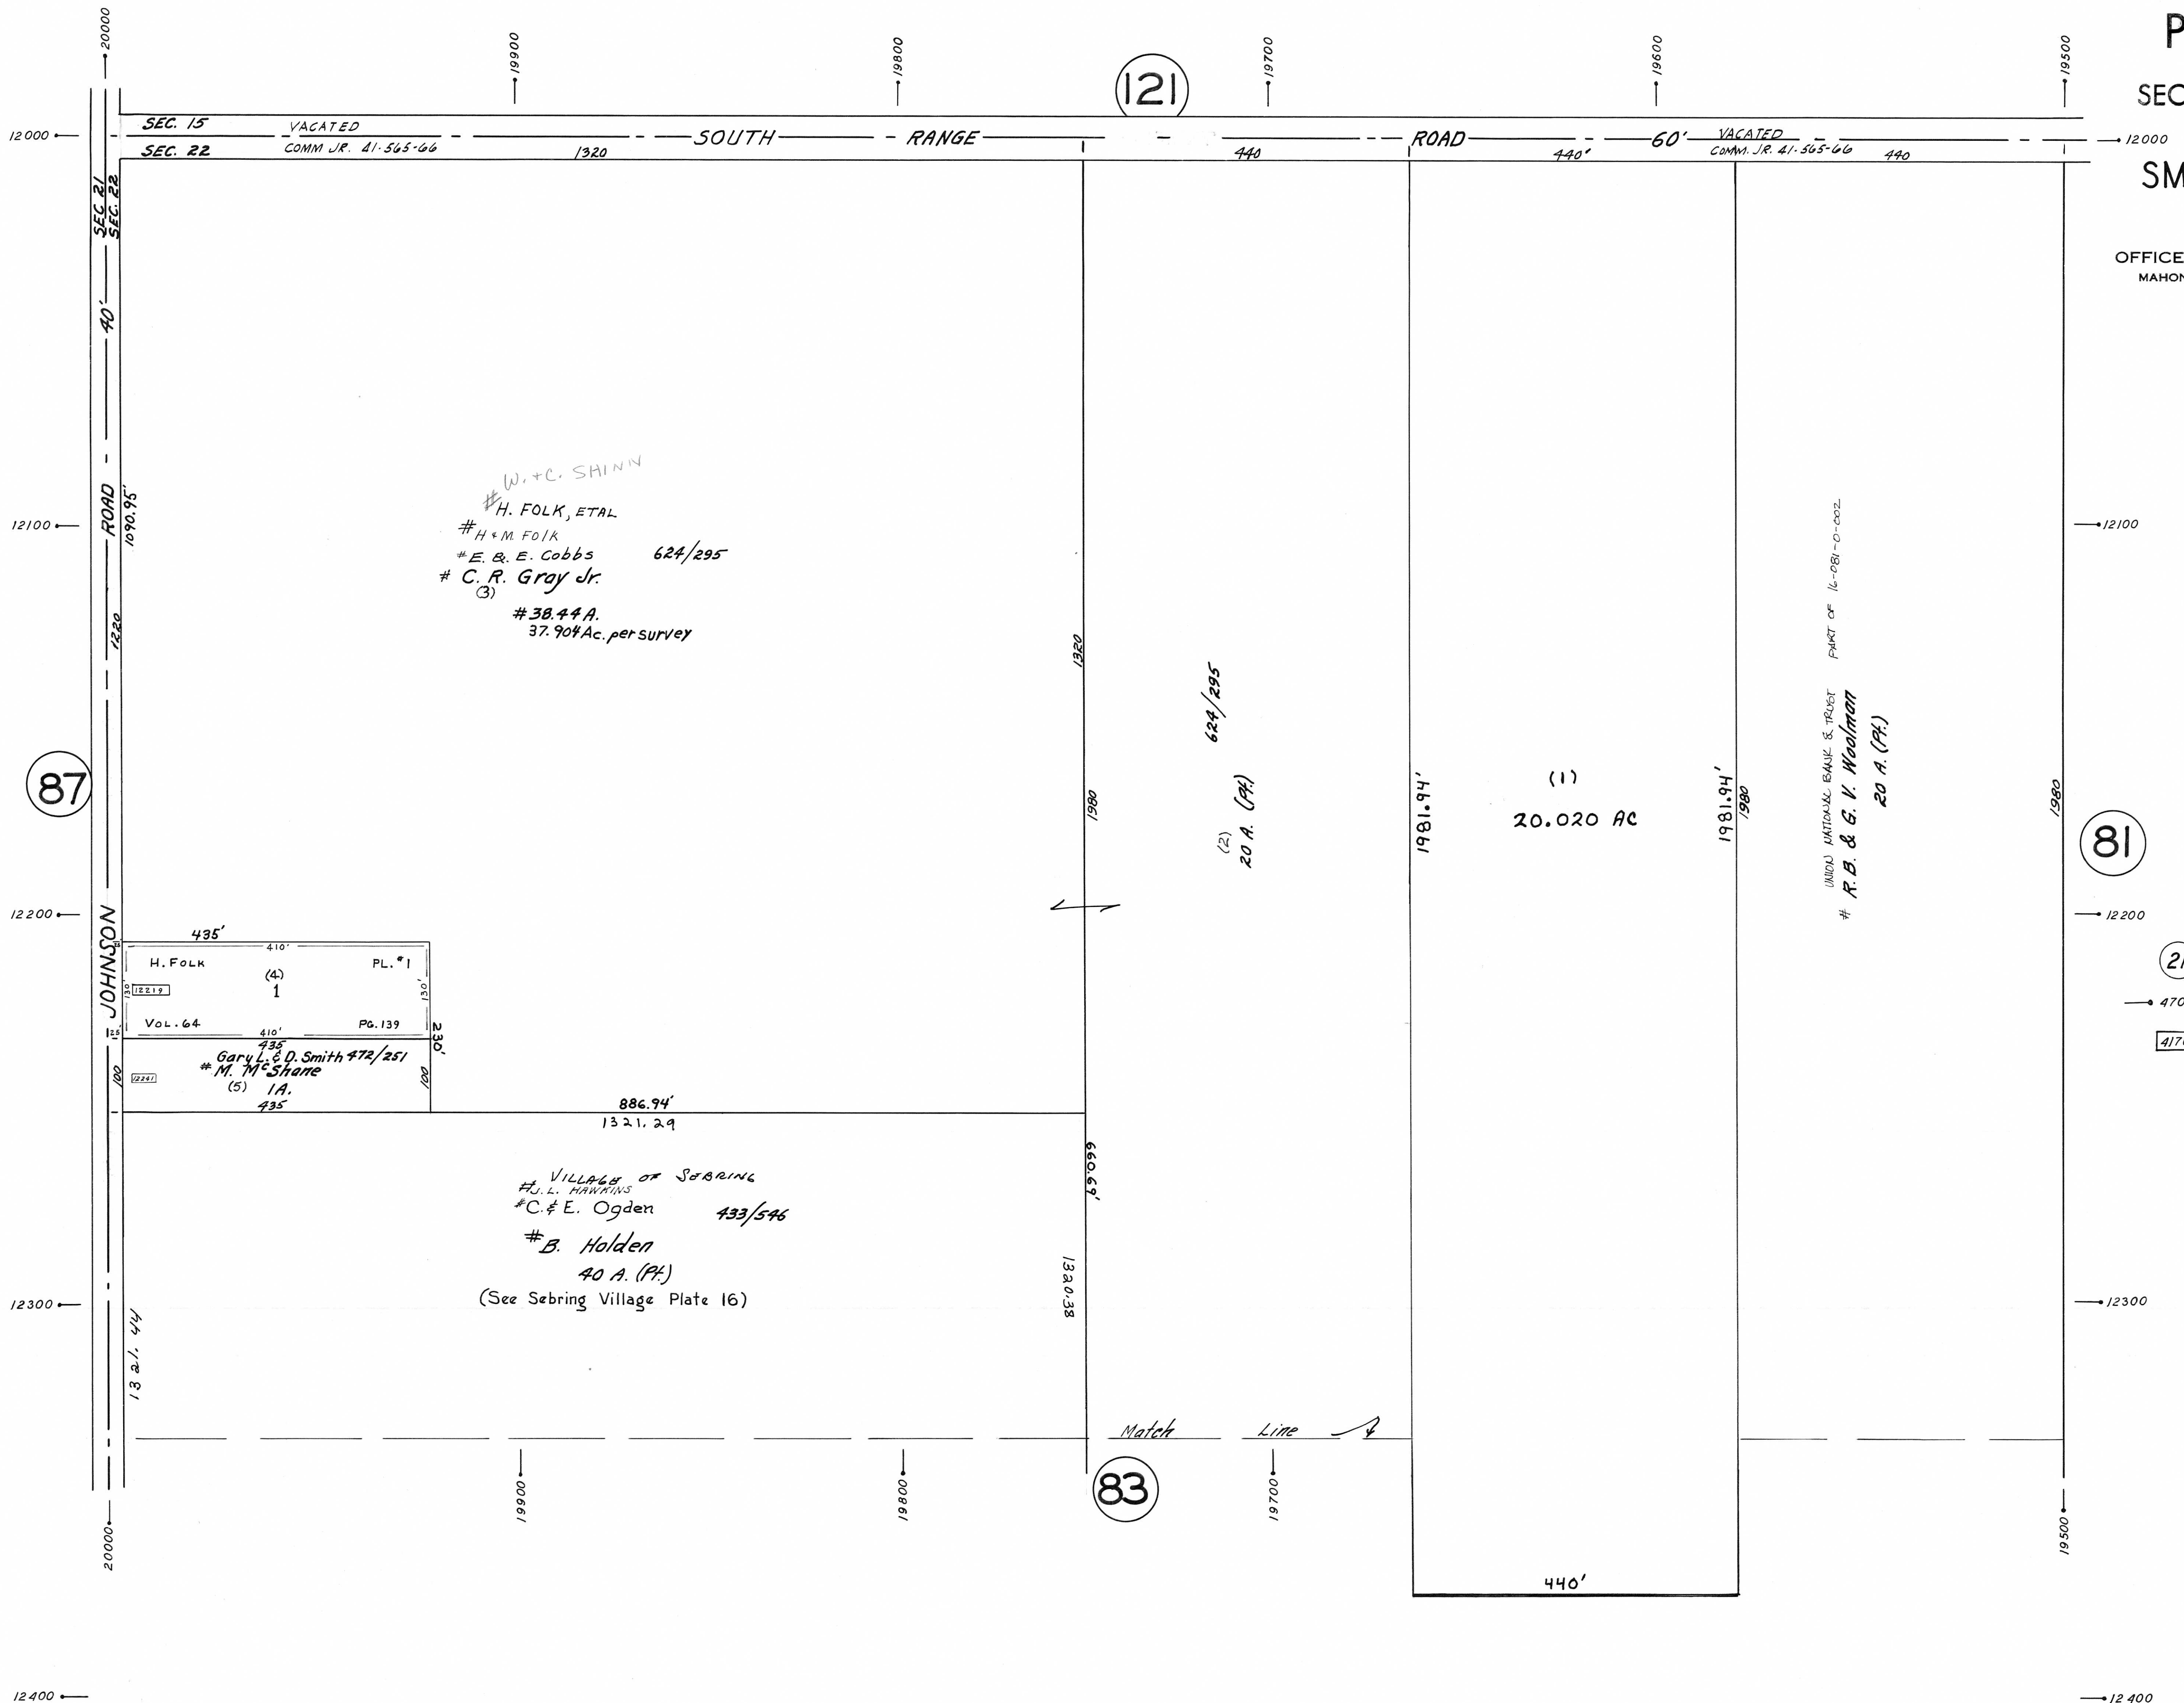 20000
19900
19800
19700
19600
19500
P
SEC
SM
OFFICE
MAHON
121
12000
SEC. 15
VACATED
COMM JR. 41-565-66
SEC. 22
1320
SOUTH - RANGE - ROAD 60'
440
440'
VACATED
COMM. JR. 41-565-66
440
12000
SEC 21
SEC. 22
JOHNSON - ROAD - 40'
1090.95'
1220
12100
12100
W. + C. SHINN
# H. FOLK, ETAL
# H & M FOLK
# E. & E. Cobbs 624/295
# C. R. Gray Jr.
(3)
# 38.44 A.
37.904 Ac. per survey
1320
1980
624/295
(2)
20 A. (Pt.)
1981.94'
(1)
20.020 AC
1981.94'
1980
UNION NATIONAL BANK & TRUST PART OF 16-081-0-002
# R. B. & G. V. Woolman
20 A. (Pt.)
1980
87
81
12200
12200
21
470
417
435'
25'
410'
H. FOLK PL. #1
(4)
1
130'
12219
130'
VOL. 64 PG. 139
25'
410'
435
230'
Gary L. & D. Smith 472/251
# M. McShane
(5) 1A.
100
12241
100
435
886.94'
1321.29
660.69'
VILLAGE OF SEBRING
# J. L. HAWKINS
# C. & E. Ogden 433/546
# B. Holden
40 A. (Pt.)
(See Sebring Village Plate 16)
1320.38
12300
12300
1321.44
Match Line
83
20000
19900
19800
19700
19500
440'
12400
12400